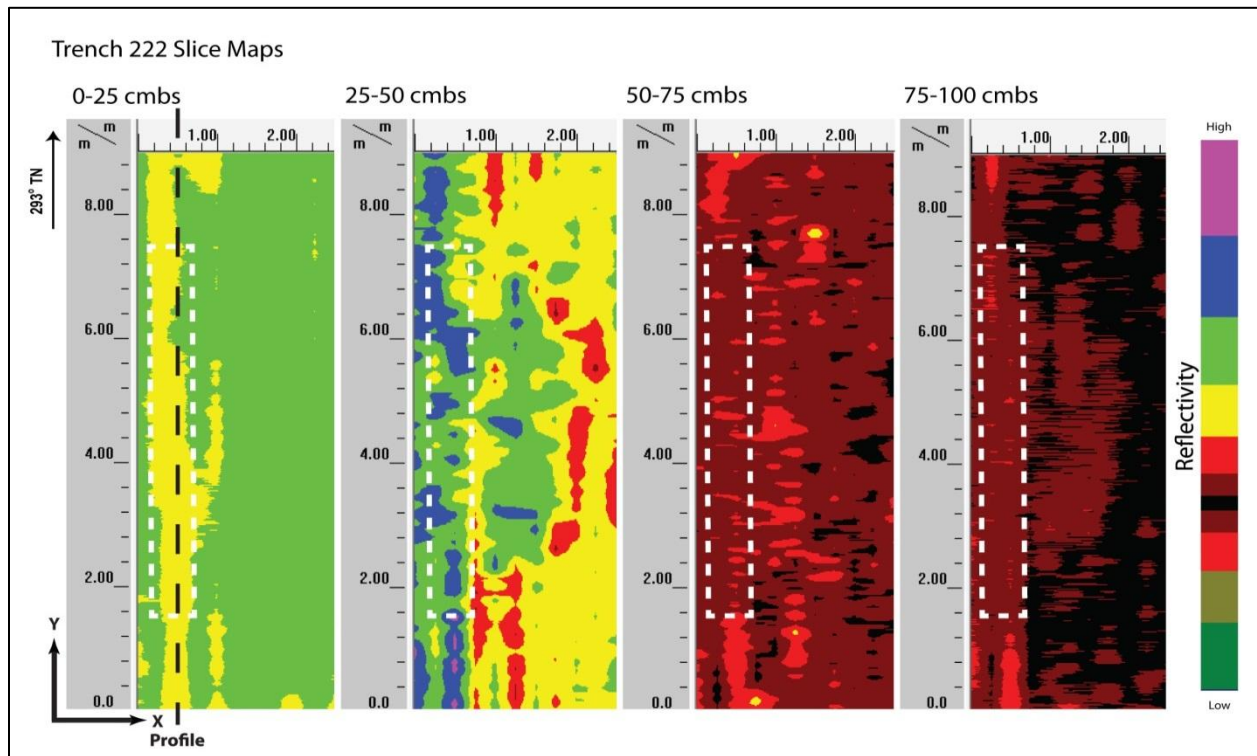 Trench 222 Slice Maps
0-25 cmbs
25-50 cmbs
50-75 cmbs
75-100 cmbs
m
m
1.00 2.00
m
m
1.00 2.00
m
m
1.00 2.00
m
m
1.00 2.00
High
293° TN
8.00
6.00
4.00
2.00
0.0
8.00
6.00
4.00
2.00
0.0
8.00
6.00
4.00
2.00
0.0
8.00
6.00
4.00
2.00
0.0
Reflectivity
Low
Y
X
Profile